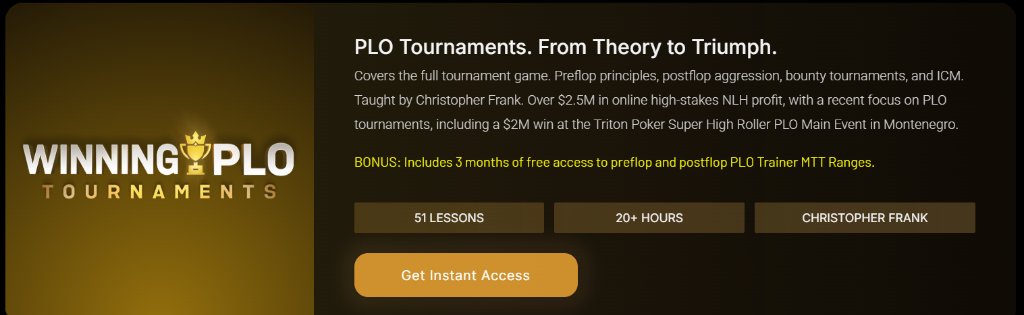 WINNING PLO
TOURNAMENTS
PLO Tournaments. From Theory to Triumph.
Covers the full tournament game. Preflop principles, postflop aggression, bounty tournaments, and ICM.
Taught by Christopher Frank. Over $2.5M in online high-stakes NLH profit, with a recent focus on PLO
tournaments, including a $2M win at the Triton Poker Super High Roller PLO Main Event in Montenegro.
BONUS: Includes 3 months of free access to preflop and postflop PLO Trainer MTT Ranges.
51 LESSONS
20+ HOURS
CHRISTOPHER FRANK
Get Instant Access